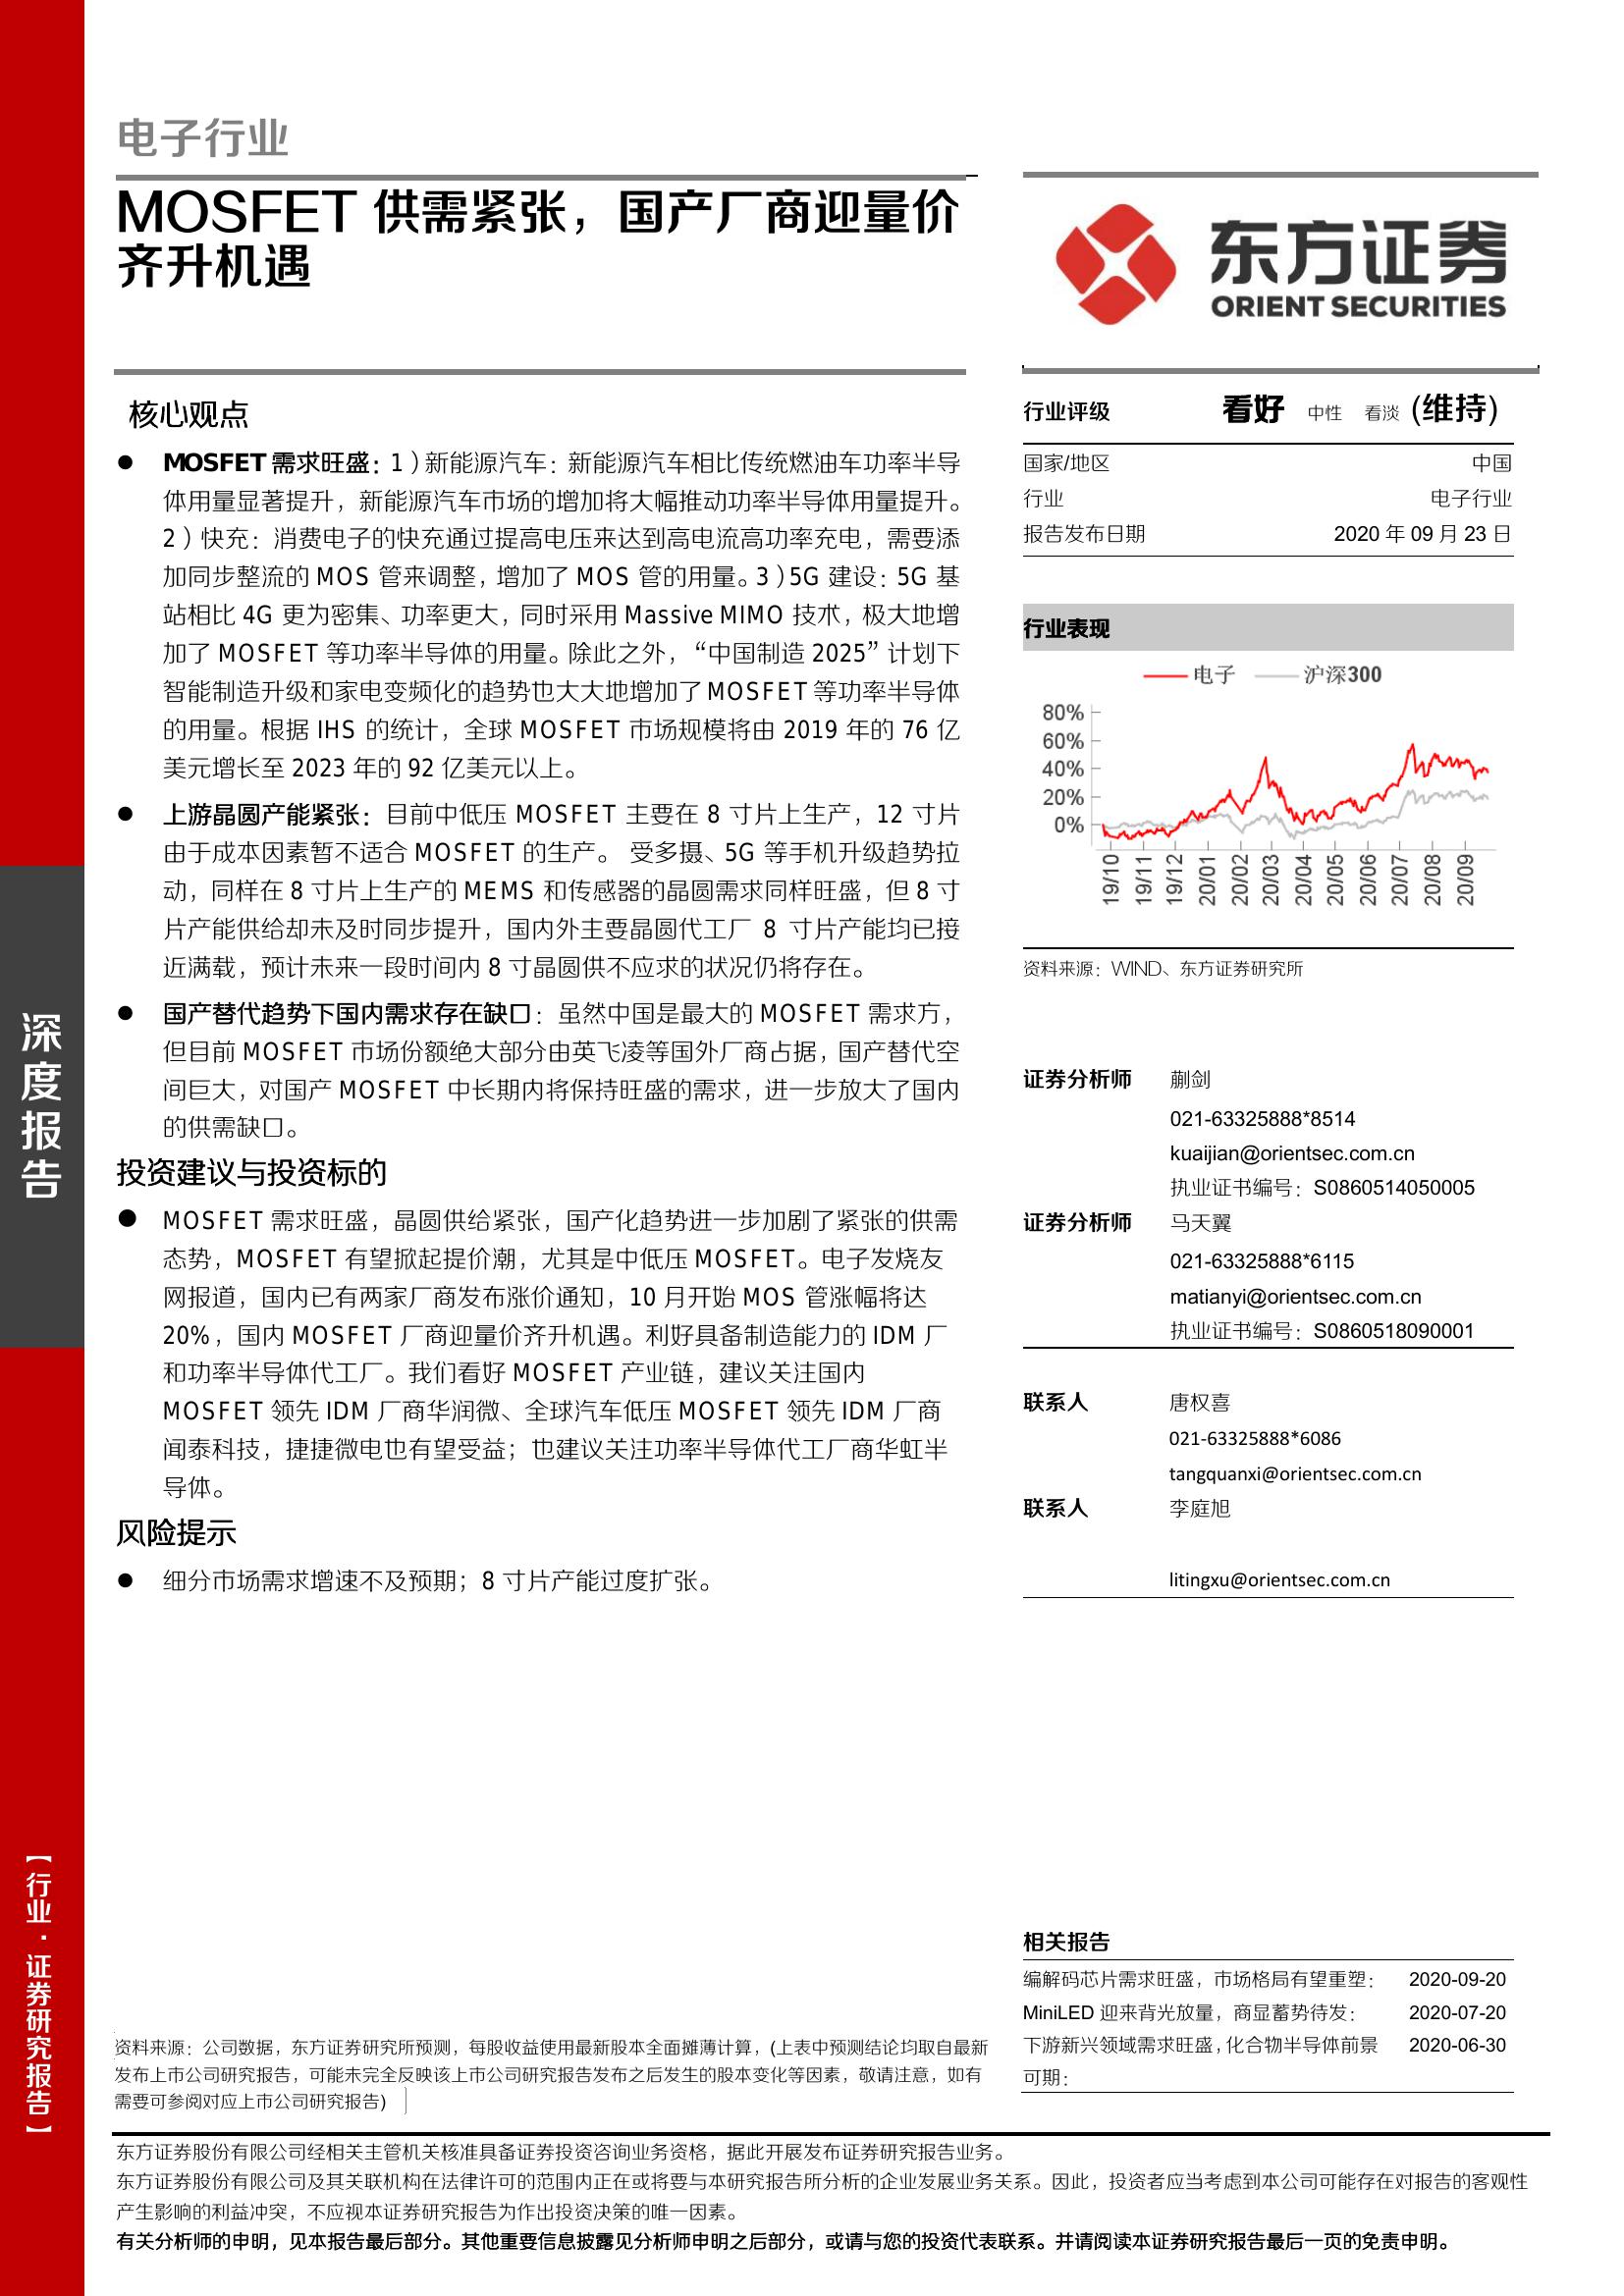 电子行业
MOSFET 供需紧张，国产厂商迎量价
齐升机遇
东方证券
ORIENT SECURITIES
核心观点
● MOSFET 需求旺盛：1）新能源汽车：新能源汽车相比传统燃油车功率半导
体用量显著提升，新能源汽车市场的增加将大幅推动功率半导体用量提升。
2）快充：消费电子的快充通过提高电压来达到高电流高功率充电，需要添
加同步整流的 MOS 管来调整，增加了 MOS 管的用量。3）5G 建设：5G 基
站相比 4G 更为密集、功率更大，同时采用 Massive MIMO 技术，极大地增
加了 MOSFET 等功率半导体的用量。除此之外，“中国制造 2025” 计划下
智能制造升级和家电变频化的趋势也大大地增加了 MOSFET 等功率半导体
的用量。根据 IHS 的统计，全球 MOSFET 市场规模将由 2019 年的 76 亿
美元增长至 2023 年的 92 亿美元以上。
● 上游晶圆产能紧张：目前中低压 MOSFET 主要在 8 寸片上生产，12 寸片
由于成本因素暂不适合 MOSFET 的生产。 受多摄、5G 等手机升级趋势拉
动，同样在 8 寸片上生产的 MEMS 和传感器的晶圆需求同样旺盛，但 8 寸
片产能供给却未及时同步提升，国内外主要晶圆代工厂 8 寸片产能均已接
近满载，预计未来一段时间内 8 寸晶圆供不应求的状况仍将存在。
● 国产替代趋势下国内需求存在缺口：虽然中国是最大的 MOSFET 需求方，
但目前 MOSFET 市场份额绝大部分由英飞凌等国外厂商占据，国产替代空
间巨大，对国产 MOSFET 中长期内将保持旺盛的需求，进一步放大了国内
的供需缺口。
投资建议与投资标的
● MOSFET 需求旺盛，晶圆供给紧张，国产化趋势进一步加剧了紧张的供需
态势，MOSFET 有望掀起提价潮，尤其是中低压 MOSFET。电子发烧友
网报道，国内已有两家厂商发布涨价通知，10 月开始 MOS 管涨幅将达
20%，国内 MOSFET 厂商迎量价齐升机遇。利好具备制造能力的 IDM 厂
和功率半导体代工厂。我们看好 MOSFET 产业链，建议关注国内
MOSFET 领先 IDM 厂商华润微、全球汽车低压 MOSFET 领先 IDM 厂商
闻泰科技，捷捷微电也有望受益；也建议关注功率半导体代工厂商华虹半
导体。
风险提示
● 细分市场需求增速不及预期；8 寸片产能过度扩张。
行业评级 看好 中性 看淡 (维持)
国家/地区 中国
行业 电子行业
报告发布日期 2020 年 09 月 23 日
行业表现
电子 沪深300
80%
60%
40%
20%
0%
19/10 19/11 19/12 20/01 20/02 20/03 20/04 20/05 20/06 20/07 20/08 20/09
资料来源：WIND、东方证券研究所
证券分析师 蒯剑
021-63325888*8514
kuaijian@orientsec.com.cn
执业证书编号：S0860514050005
证券分析师 马天翼
021-63325888*6115
matianyi@orientsec.com.cn
执业证书编号：S0860518090001
联系人 唐权喜
021-63325888*6086
tangquanxi@orientsec.com.cn
联系人 李庭旭
litingxu@orientsec.com.cn
相关报告
编解码芯片需求旺盛，市场格局有望重塑： 2020-09-20
MiniLED 迎来背光放量，商显蓄势待发： 2020-07-20
下游新兴领域需求旺盛，化合物半导体前景 2020-06-30
可期：
深度报告
【行业·证券研究报告】
资料来源：公司数据，东方证券研究所预测，每股收益使用最新股本全面摊薄计算，(上表中预测结论均取自最新
发布上市公司研究报告，可能未完全反映该上市公司研究报告发布之后发生的股本变化等因素，敬请注意，如有
需要可参阅对应上市公司研究报告)
东方证券股份有限公司经相关主管机关核准具备证券投资咨询业务资格，据此开展发布证券研究报告业务。
东方证券股份有限公司及其关联机构在法律许可的范围内正在或将要与本研究报告所分析的企业发展业务关系。因此，投资者应当考虑到本公司可能存在对报告的客观性
产生影响的利益冲突，不应视本证券研究报告为作出投资决策的唯一因素。
有关分析师的申明，见本报告最后部分。其他重要信息披露见分析师申明之后部分，或请与您的投资代表联系。并请阅读本证券研究报告最后一页的免责申明。